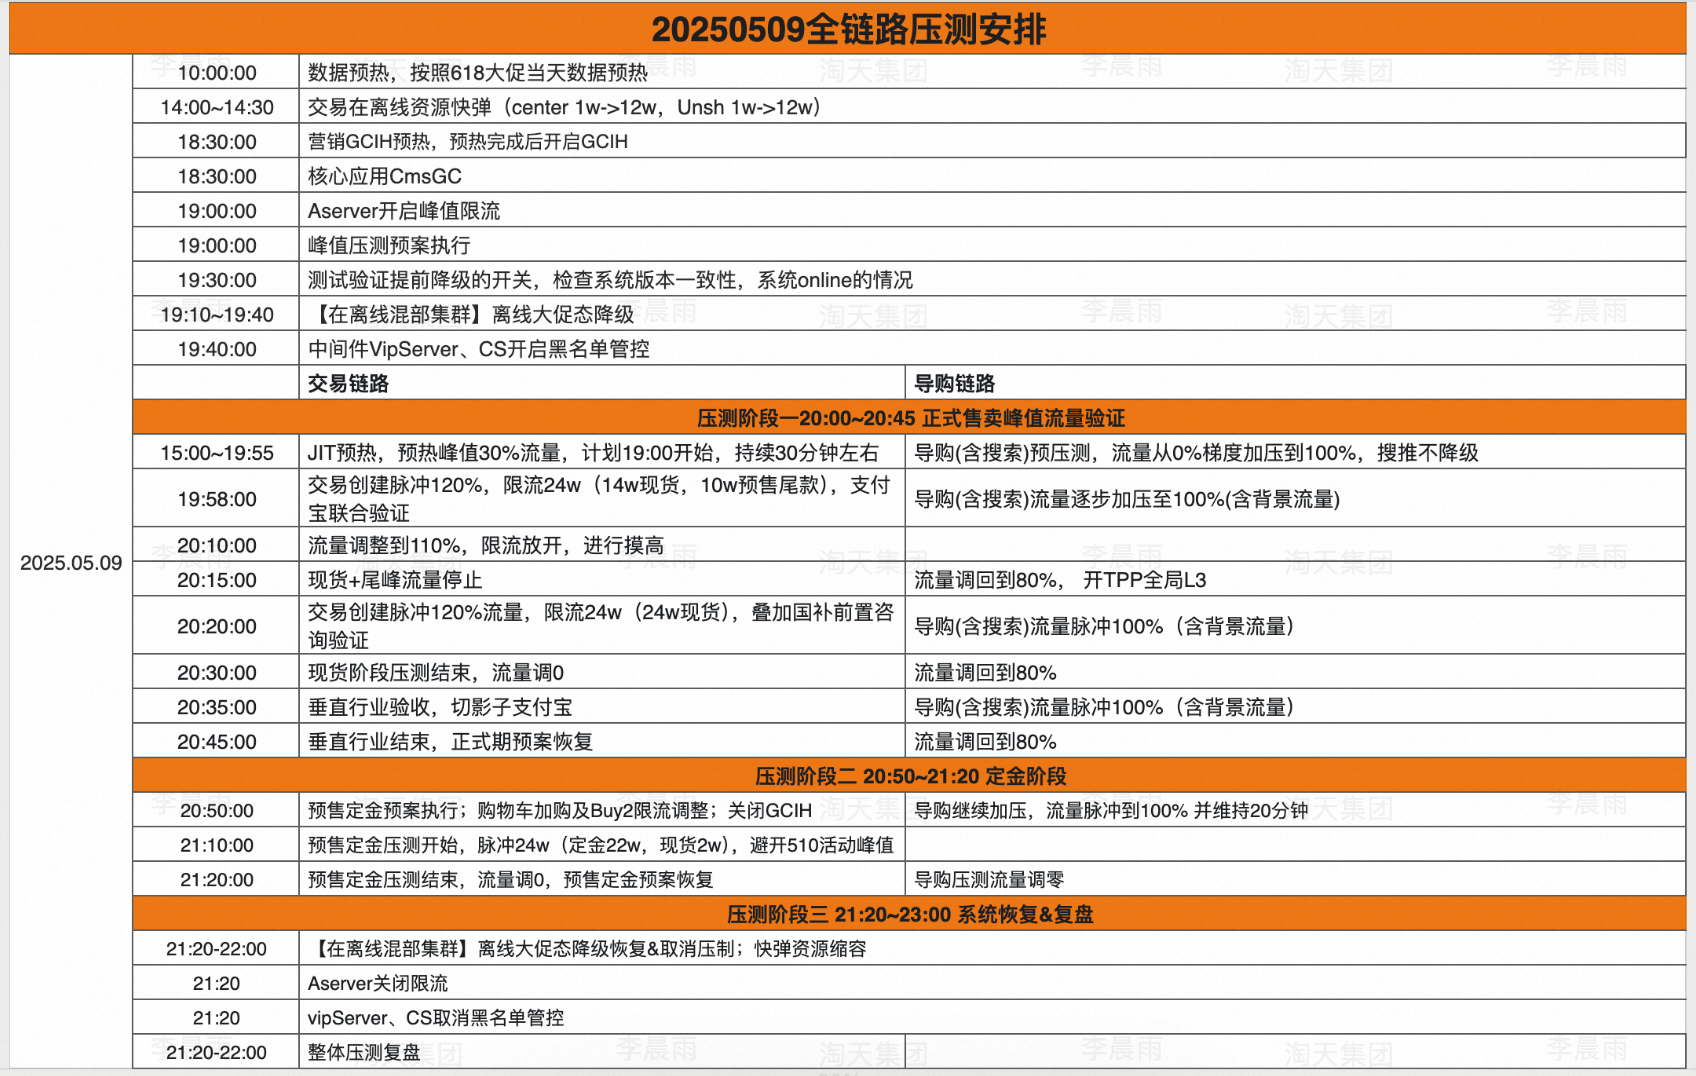 20250509全链路压测安排
2025.05.09
10:00:00 数据预热，按照618大促当天数据预热
14:00~14:30 交易在离线资源快弹（center 1w->12w，Unsh 1w->12w）
18:30:00 营销GCIH预热，预热完成后开启GCIH
18:30:00 核心应用CmsGC
19:00:00 Aserver开启峰值限流
19:00:00 峰值压测预案执行
19:30:00 测试验证提前降级的开关，检查系统版本一致性，系统online的情况
19:10~19:40 【在离线混部集群】离线大促态降级
19:40:00 中间件VipServer、CS开启黑名单管控
交易链路 导购链路
压测阶段一20:00~20:45 正式售卖峰值流量验证
15:00~19:55 JIT预热，预热峰值30%流量，计划19:00开始，持续30分钟左右 导购(含搜索)预压测，流量从0%梯度加压到100%，搜推不降级
19:58:00 交易创建脉冲120%，限流24w（14w现货，10w预售尾款），支付
宝联合验证 导购(含搜索)流量逐步加压至100%(含背景流量)
20:10:00 流量调整到110%，限流放开，进行摸高
20:15:00 现货+尾峰流量停止 流量调回到80%， 开TPP全局L3
20:20:00 交易创建脉冲120%流量，限流24w（24w现货），叠加国补前置咨
询验证 导购(含搜索)流量脉冲100%（含背景流量）
20:30:00 现货阶段压测结束，流量调0 流量调回到80%
20:35:00 垂直行业验收，切影子支付宝 导购(含搜索)流量脉冲100%（含背景流量）
20:45:00 垂直行业结束，正式期预案恢复 流量调回到80%
压测阶段二 20:50~21:20 定金阶段
20:50:00 预售定金预案执行；购物车加购及Buy2限流调整；关闭GCIH 导购继续加压，流量脉冲到100% 并维持20分钟
21:10:00 预售定金压测开始，脉冲24w（定金22w，现货2w），避开510活动峰值
21:20:00 预售定金压测结束，流量调0，预售定金预案恢复 导购压测流量调零
压测阶段三 21:20~23:00 系统恢复&复盘
21:20-22:00 【在离线混部集群】离线大促态降级恢复&取消压制；快弹资源缩容
21:20 Aserver关闭限流
21:20 vipServer、CS取消黑名单管控
21:20-22:00 整体压测复盘
李晨雨 淘天集团